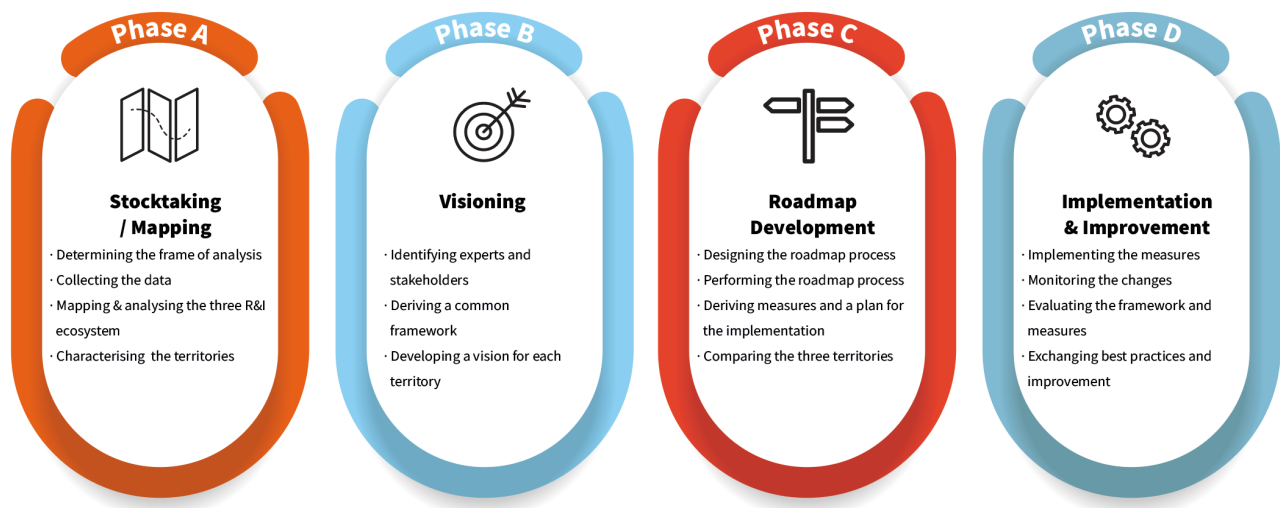 Phase A
Stocktaking
/ Mapping
· Determining the frame of analysis
· Collecting the data
· Mapping & analysing the three R&I
ecosystem
· Characterising  the territories
Phase B
Visioning
· Identifying experts and
stakeholders
· Deriving a common
framework
· Developing a vision for each
territory
Phase C
Roadmap
Development
· Designing the roadmap process
· Performing the roadmap process
· Deriving measures and a plan for
the implementation
· Comparing the three territories
Phase D
Implementation
& Improvement
· Implementing the measures
· Monitoring the changes
· Evaluating the framework and
measures
· Exchanging best practices and
improvement